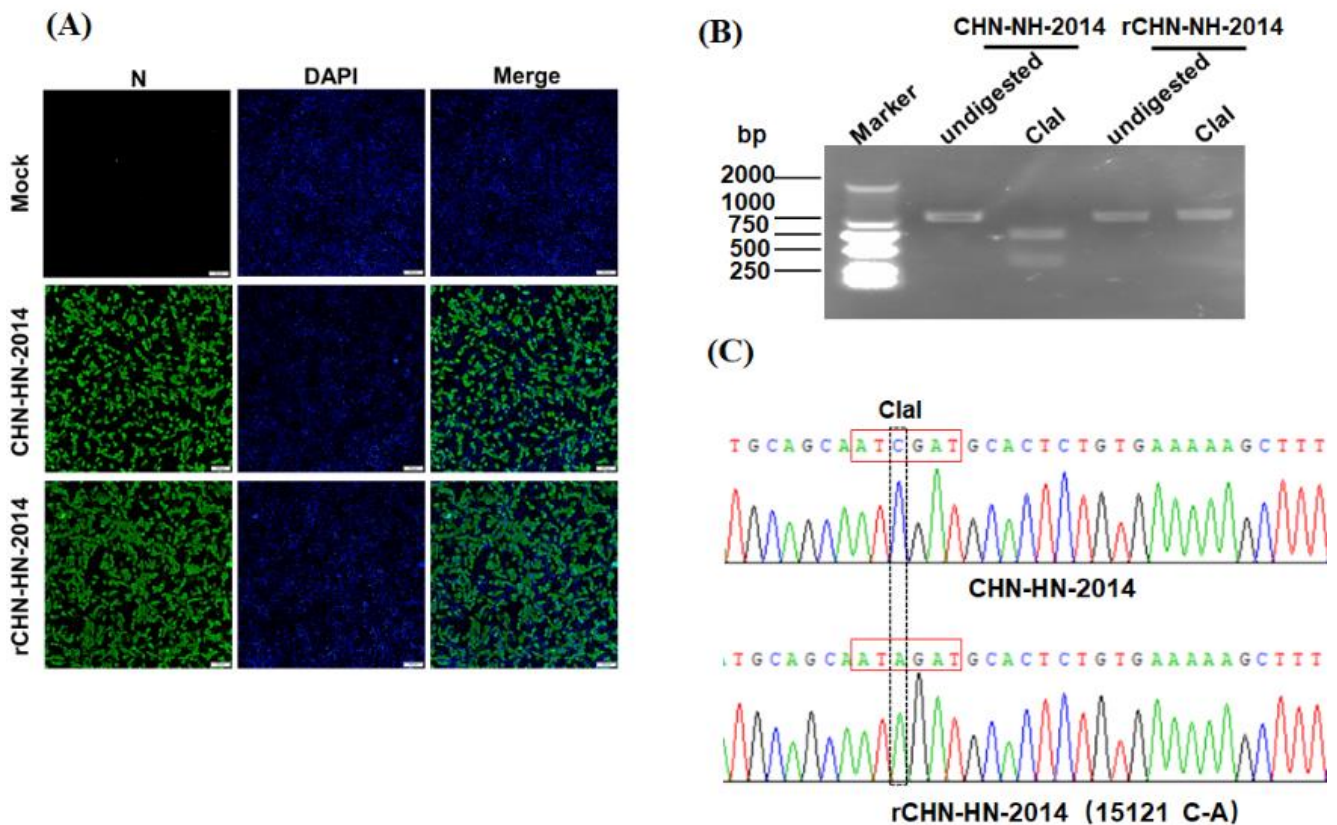 (A)
N DAPI Merge
Mock
CHN-HN-2014
rCHN-HN-2014
(B)
CHN-NH-2014 rCHN-NH-2014
bp Marker undigested ClaI undigested ClaI
2000
1000
750
500
250
(C)
ClaI
TGCAGCAATCGATGCACTCTGTGAAAAAGCTTT
CHN-HN-2014
ATGCAGCAATAGATGCACTCTGTGAAAAAGCTTT
rCHN-HN-2014 (15121 C-A)